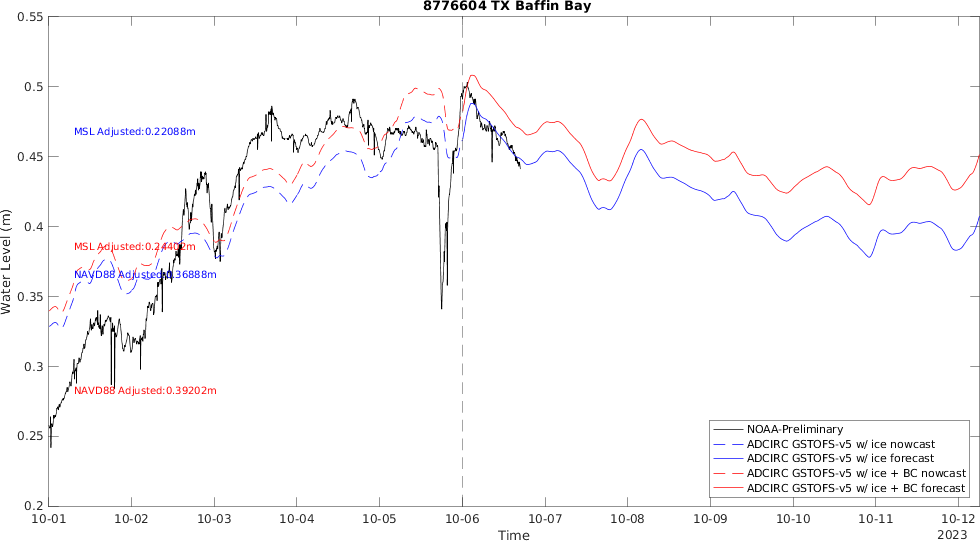 8776604 TX Baffin Bay
0.55
0.5
0.45
0.4
0.35
0.3
0.25
0.2
Water Level (m)
MSL Adjusted:0.22088m
MSL Adjusted:0.24402m
NAVD88 Adjusted:0.36888m
NAVD88 Adjusted:0.39202m
NOAA-Preliminary
ADCIRC GSTOFS-v5 w/ ice nowcast
ADCIRC GSTOFS-v5 w/ ice forecast
ADCIRC GSTOFS-v5 w/ ice + BC nowcast
ADCIRC GSTOFS-v5 w/ ice + BC forecast
10-01 10-02 10-03 10-04 10-05 10-06 10-07 10-08 10-09 10-10 10-11 10-12
Time
2023